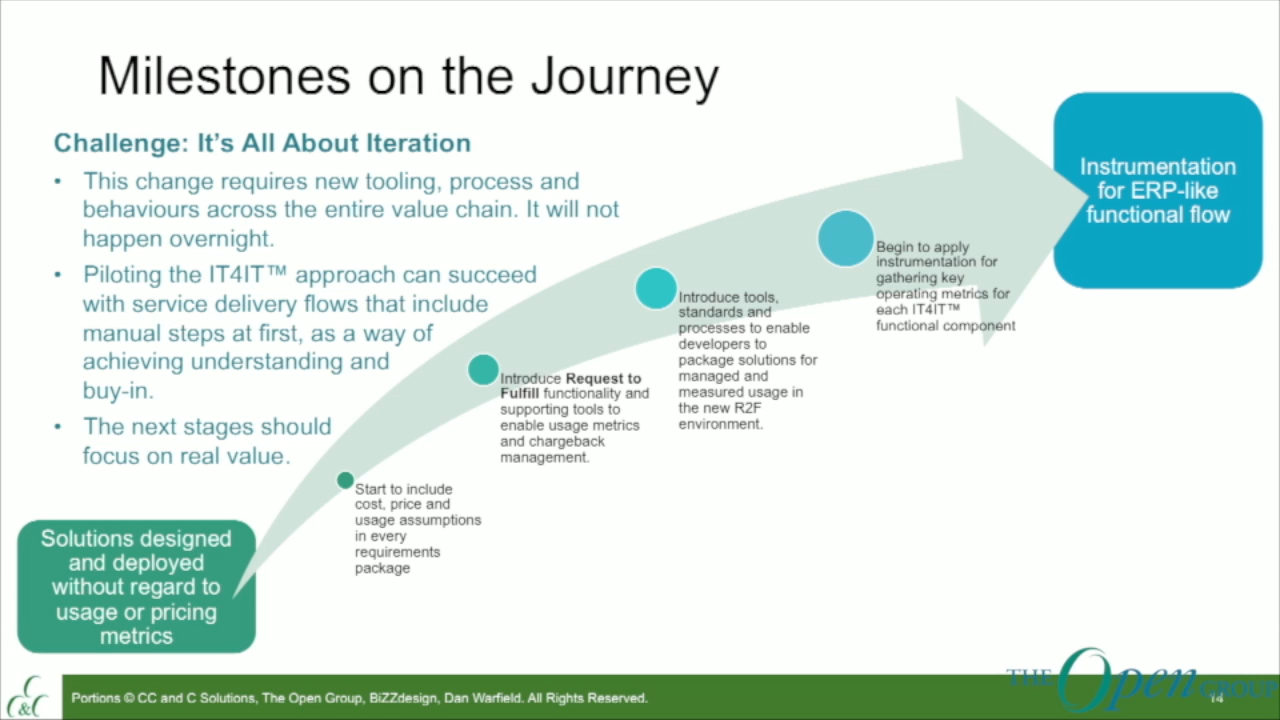 Milestones on the Journey
Challenge: It's All About Iteration
• This change requires new tooling, process and
behaviours across the entire value chain. It will not
happen overnight.
• Piloting the IT4IT™ approach can succeed
with service delivery flows that include
manual steps at first, as a way of
achieving understanding and
buy-in.
• The next stages should
focus on real value.
Solutions designed
and deployed
without regard to
usage or pricing
metrics
Start to include
cost, price and
usage assumptions
in every
requirements
package
Introduce Request to
Fulfill functionality and
supporting tools to
enable usage metrics
and chargeback
management.
Introduce tools,
standards and
processes to enable
developers to
package solutions for
managed and
measured usage in
the new R2F
environment.
Begin to apply
instrumentation for
gathering key
operating metrics for
each IT4IT™
functional component
Instrumentation
for ERP-like
functional flow
C&C
Portions © CC and C Solutions, The Open Group, BiZZdesign, Dan Warfield. All Rights Reserved.
THE Open GROUP
14